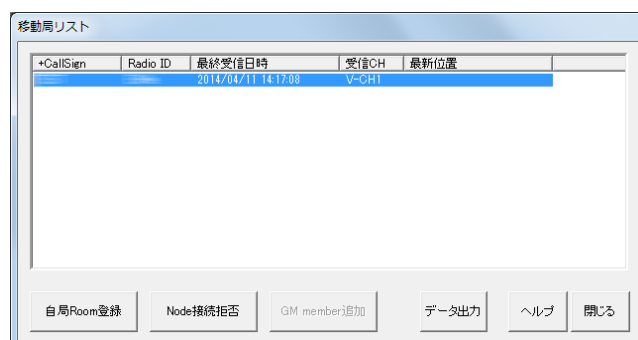 移動局リスト
+CallSign Radio ID 最終受信日時 受信CH 最新位置
2014/04/11 14:17:08 V-CH1
自局Room登録 Node接続拒否 GM member追加 データ出力 ヘルプ 閉じる